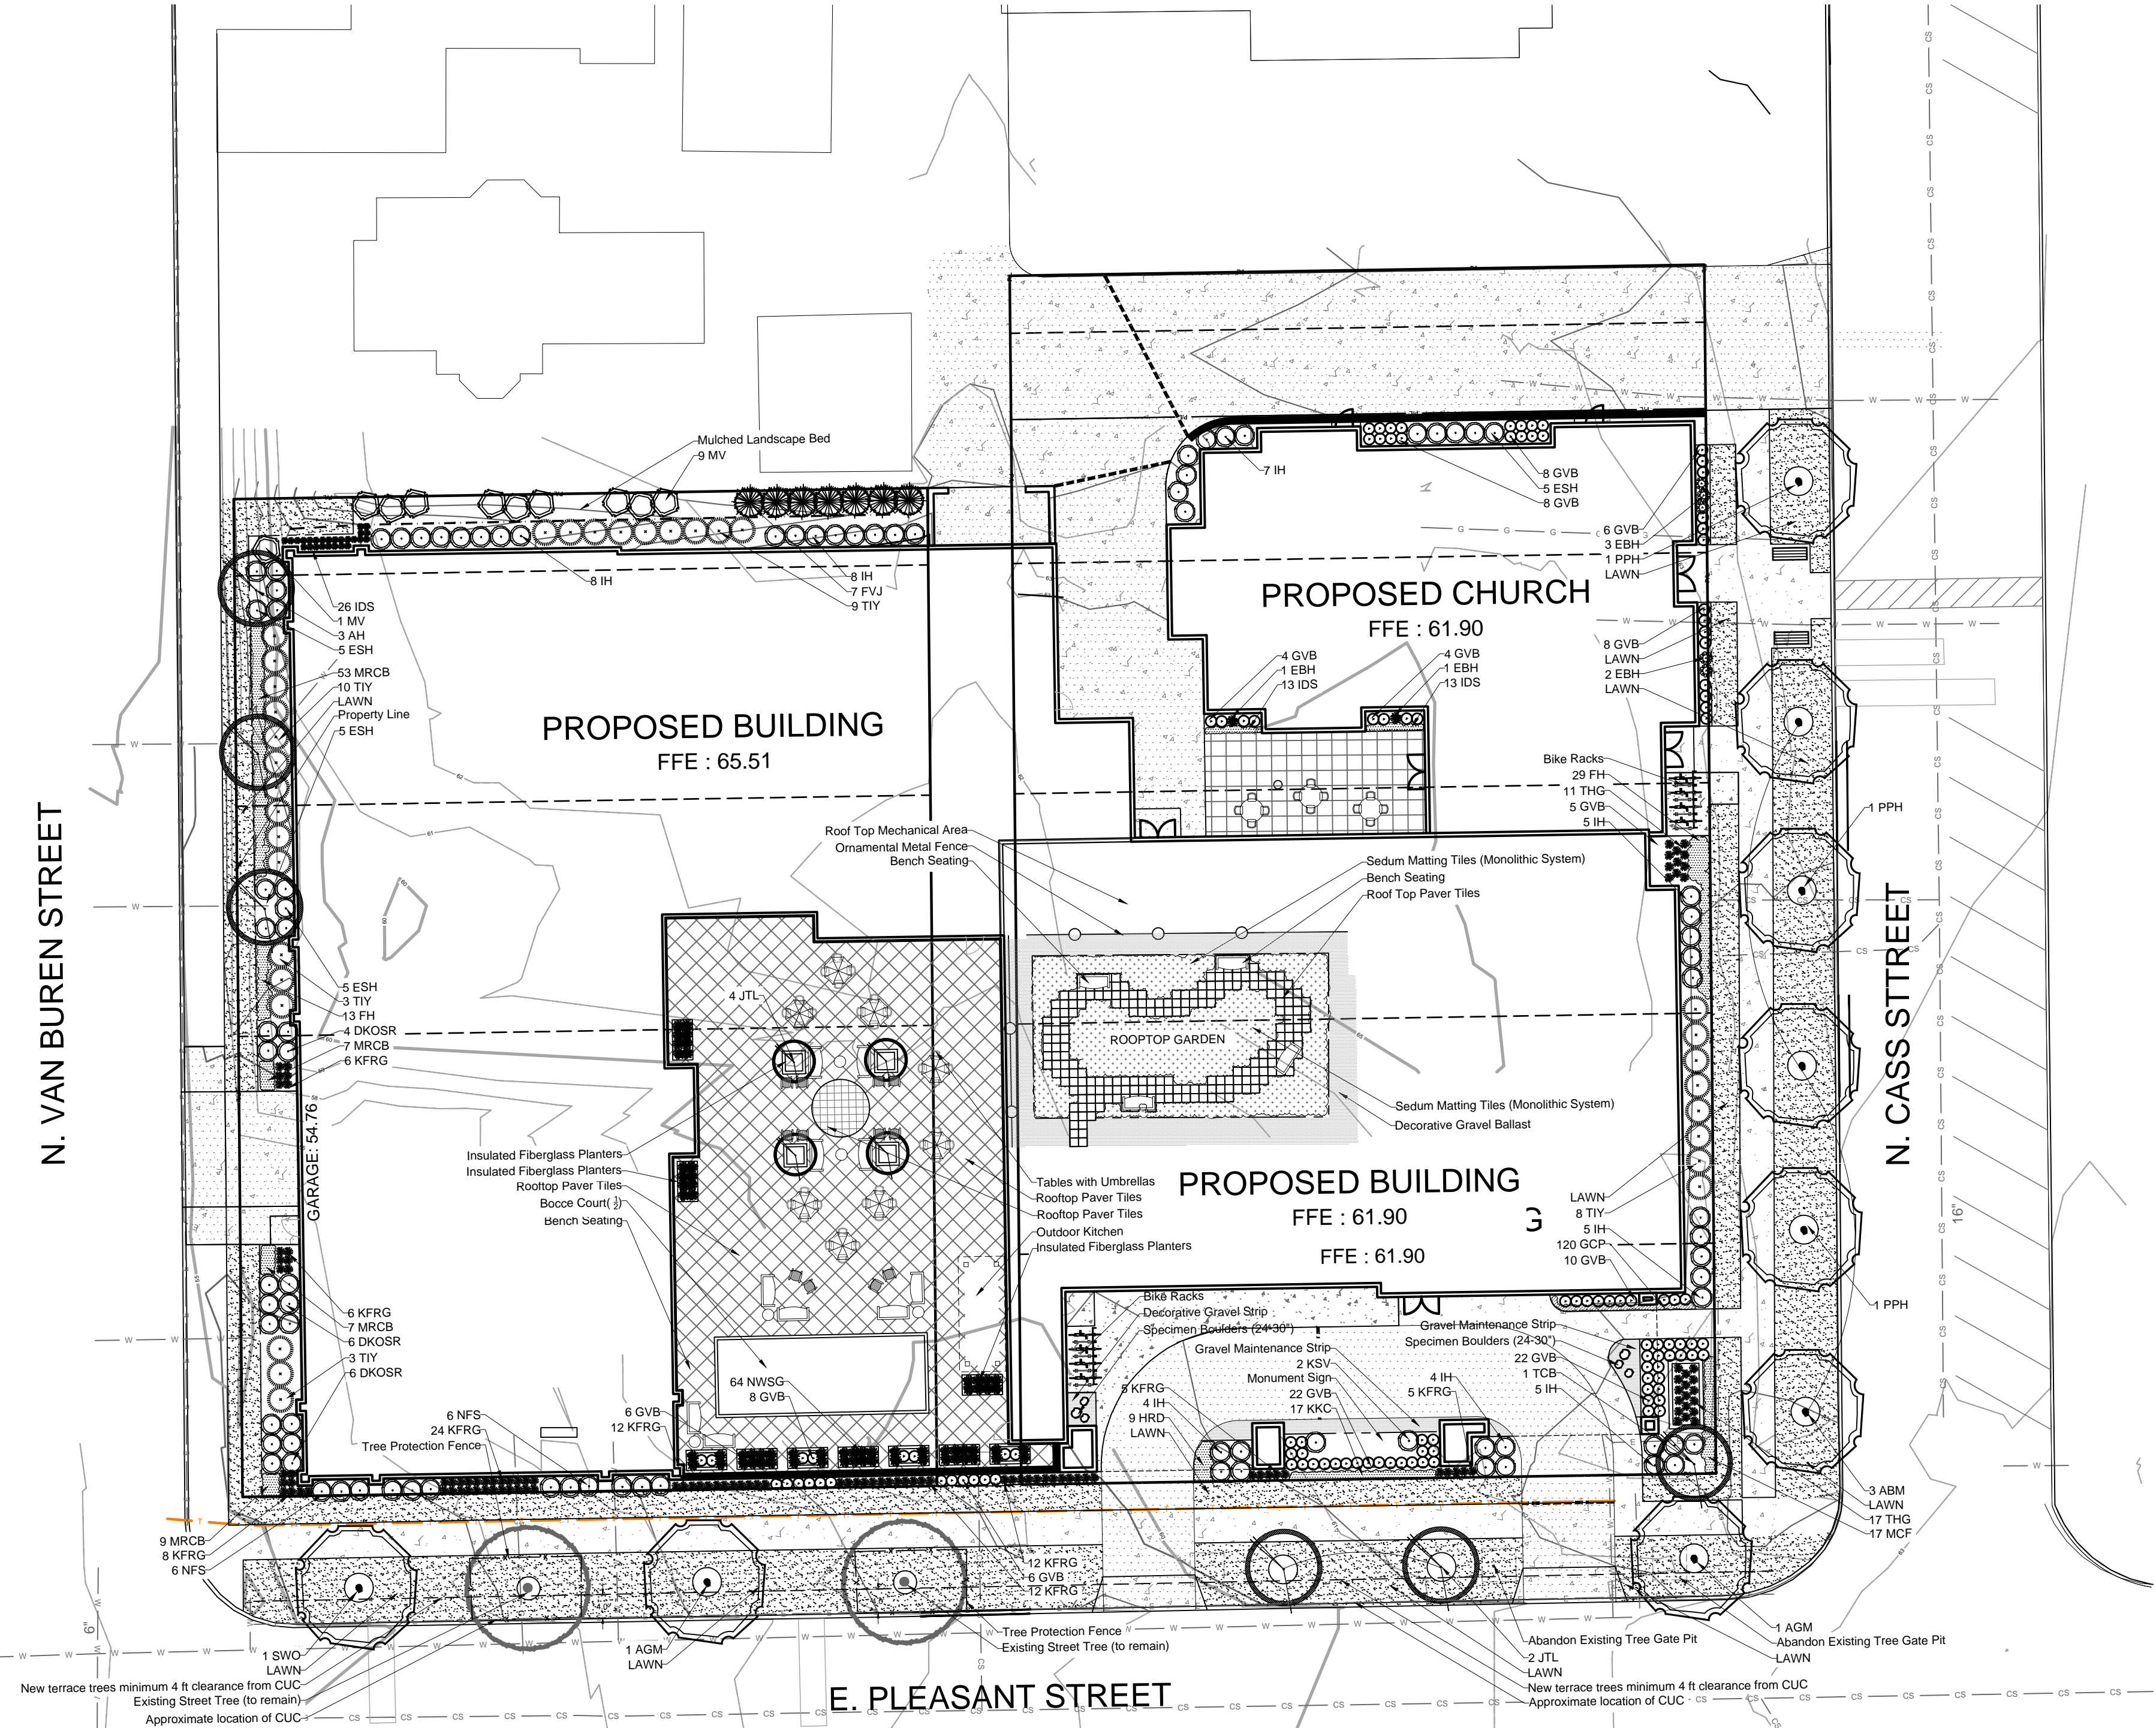 Mulched Landscape Bed
9 MV
7 IH
8 GVB
5 ESH
8 GVB
6 GVB
3 EBH
1 PPH
LAWN
8 IH
8 IH
7 FVJ
9 TIY
PROPOSED CHURCH
FFE : 61.90
26 IDS
1 MV
3 AH
5 ESH
53 MRCB
10 TIY
LAWN
Property Line
5 ESH
4 GVB
1 EBH
13 IDS
4 GVB
1 EBH
13 IDS
8 GVB
LAWN
2 EBH
LAWN
PROPOSED BUILDING
FFE : 65.51
Bike Racks
29 FH
11 THG
5 GVB
5 IH
1 PPH
N. VAN BUREN STREET
N. CASS STTREET
Roof Top Mechanical Area
Ornamental Metal Fence
Bench Seating
Sedum Matting Tiles (Monolithic System)
Bench Seating
Roof Top Paver Tiles
4 JTL
5 ESH
3 TIY
13 FH
4 DKOSR
7 MRCB
6 KFRG
ROOPTOP GARDEN
Sedum Matting Tiles (Monolithic System)
Decorative Gravel Ballast
GARAGE: 54.76
Insulated Fiberglass Planters
Insulated Fiberglass Planters
Rooftop Paver Tiles
Bocce Court( ½)
Bench Seating
Tables with Umbrellas
Rooftop Paver Tiles
Rooftop Paver Tiles
Outdoor Kitchen
Insulated Fiberglass Planters
PROPOSED BUILDING
FFE : 61.90
G
FFE : 61.90
LAWN
8 TIY
5 IH
120 GCP
10 GVB
16"
1 PPH
6 KFRG
7 MRCB
6 DKOSR
3 TIY
6 DKOSR
Bike Racks
Decorative Gravel Strip
Specimen Boulders (24-30")
Gravel Maintenance Strip
2 KSV
Monument Sign
22 GVB
17 KKC
Gravel Maintenance Strip
Specimen Boulders (24-30")
22 GVB
1 TCB
5 IH
4 IH
5 KFRG
5 KFRG
4 IH
9 HRD
LAWN
64 NWSG
8 GVB
6 GVB
12 KFRG
6 NFS
24 KFRG
Tree Protection Fence
3 ABM
LAWN
17 THG
17 MCF
9 MRCB
8 KFRG
6 NFS
12 KFRG
6 GVB
12 KFRG
6"
1 SWO
LAWN
New terrace trees minimum 4 ft clearance from CUC
Existing Street Tree (to remain)
Approximate location of CUC
1 AGM
LAWN
Tree Protection Fence
Existing Street Tree (to remain)
Abandon Existing Tree Gate Pit
2 JTL
LAWN
New terrace trees minimum 4 ft clearance from CUC
Approximate location of CUC
1 AGM
Abandon Existing Tree Gate Pit
LAWN
E. PLEASANT STREET